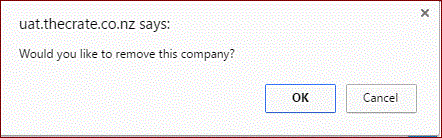 uat.thecrate.co.nz says:
Would you like to remove this company?
OK Cancel